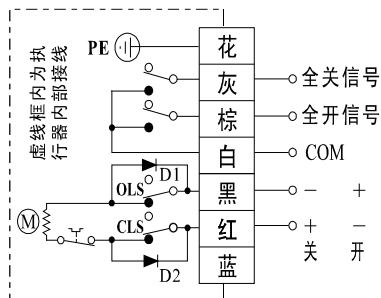 PE
花
灰
全关信号
棕
全开信号
白
COM
虚线框内为执
行器内部接线
D1
OLS
黑
－ ＋
M
CLS
红
＋ －
关 开
D2
蓝